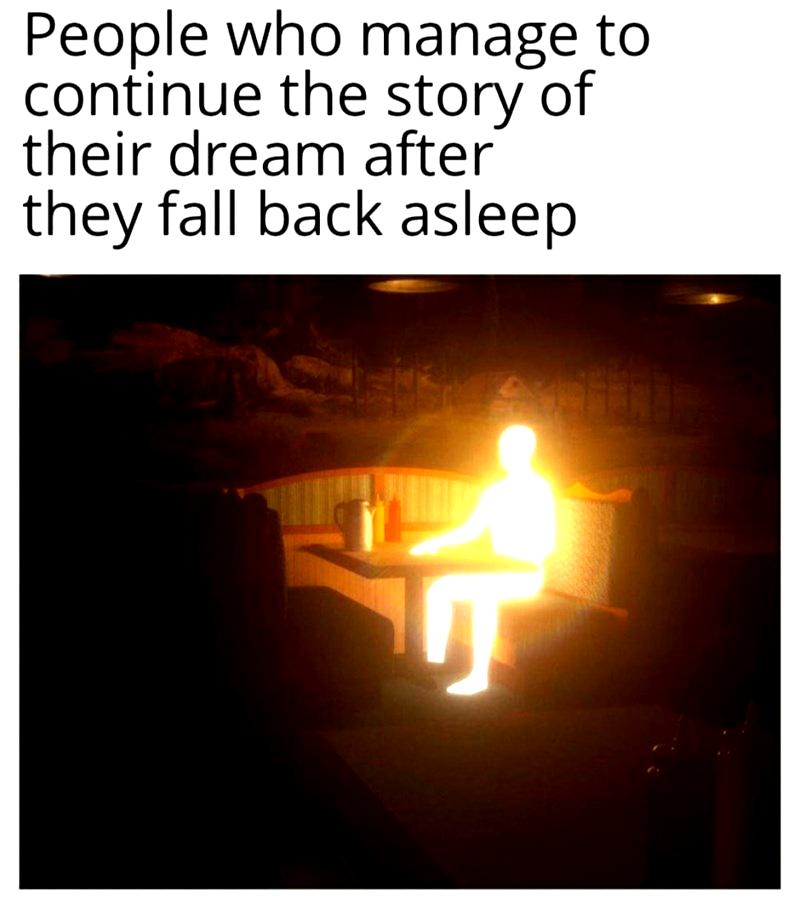 People who manage to
continue the story of
their dream after
they fall back asleep